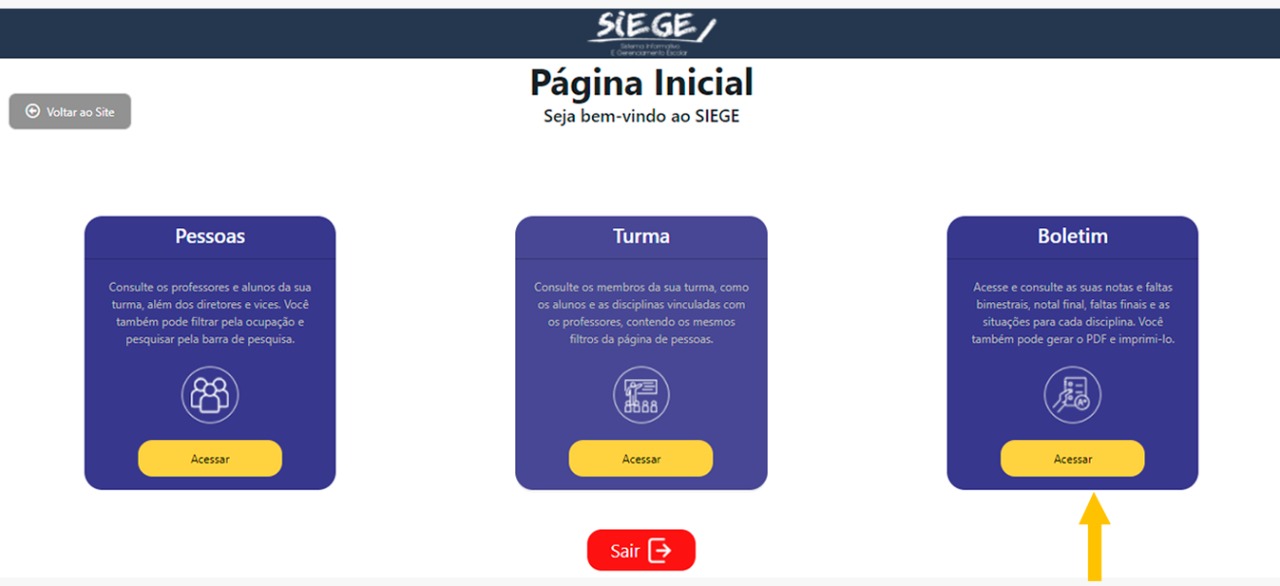 SiEGE
Sistema Informativo
E Gerenciamento Escolar
Página Inicial
Seja bem-vindo ao SIEGE
Voltar ao Site
Pessoas
Consulte os professores e alunos da sua
turma, além dos diretores e vices. Você
também pode filtrar pela ocupação e
pesquisar pela barra de pesquisa.
Acessar
Turma
Consulte os membros da sua turma, como
os alunos e as disciplinas vinculadas com
os professores, contendo os mesmos
filtros da página de pessoas.
Acessar
Boletim
Acesse e consulte as suas notas e faltas
bimestrais, notal final, faltas finais e as
situações para cada disciplina. Você
também pode gerar o PDF e imprimi-lo.
A+
Acessar
Sair